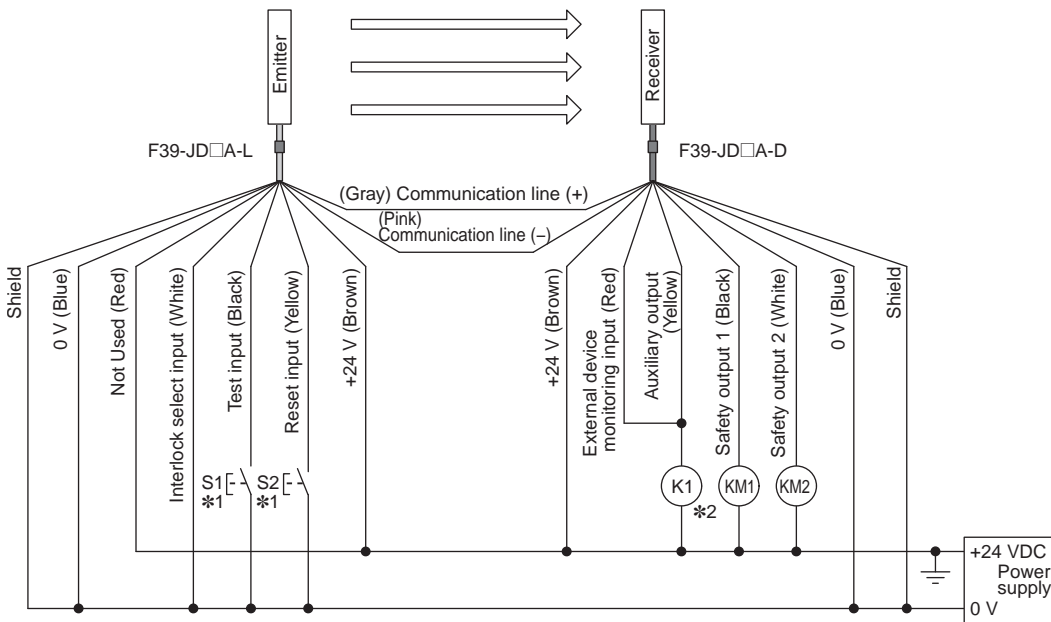 Emitter
Receiver
F39-JD□A-L
F39-JD□A-D
(Gray) Communication line (+)
(Pink)
Communication line (−)
Shield
0 V (Blue)
Not Used (Red)
Interlock select input (White)
Test input (Black)
Reset input (Yellow)
+24 V (Brown)
+24 V (Brown)
External device
monitoring input (Red)
Auxiliary output
(Yellow)
Safety output 1 (Black)
Safety output 2 (White)
0 V (Blue)
Shield
S1
✱1
S2
✱1
K1
✱2
KM1
KM2
+24 VDC
Power
supply
0 V